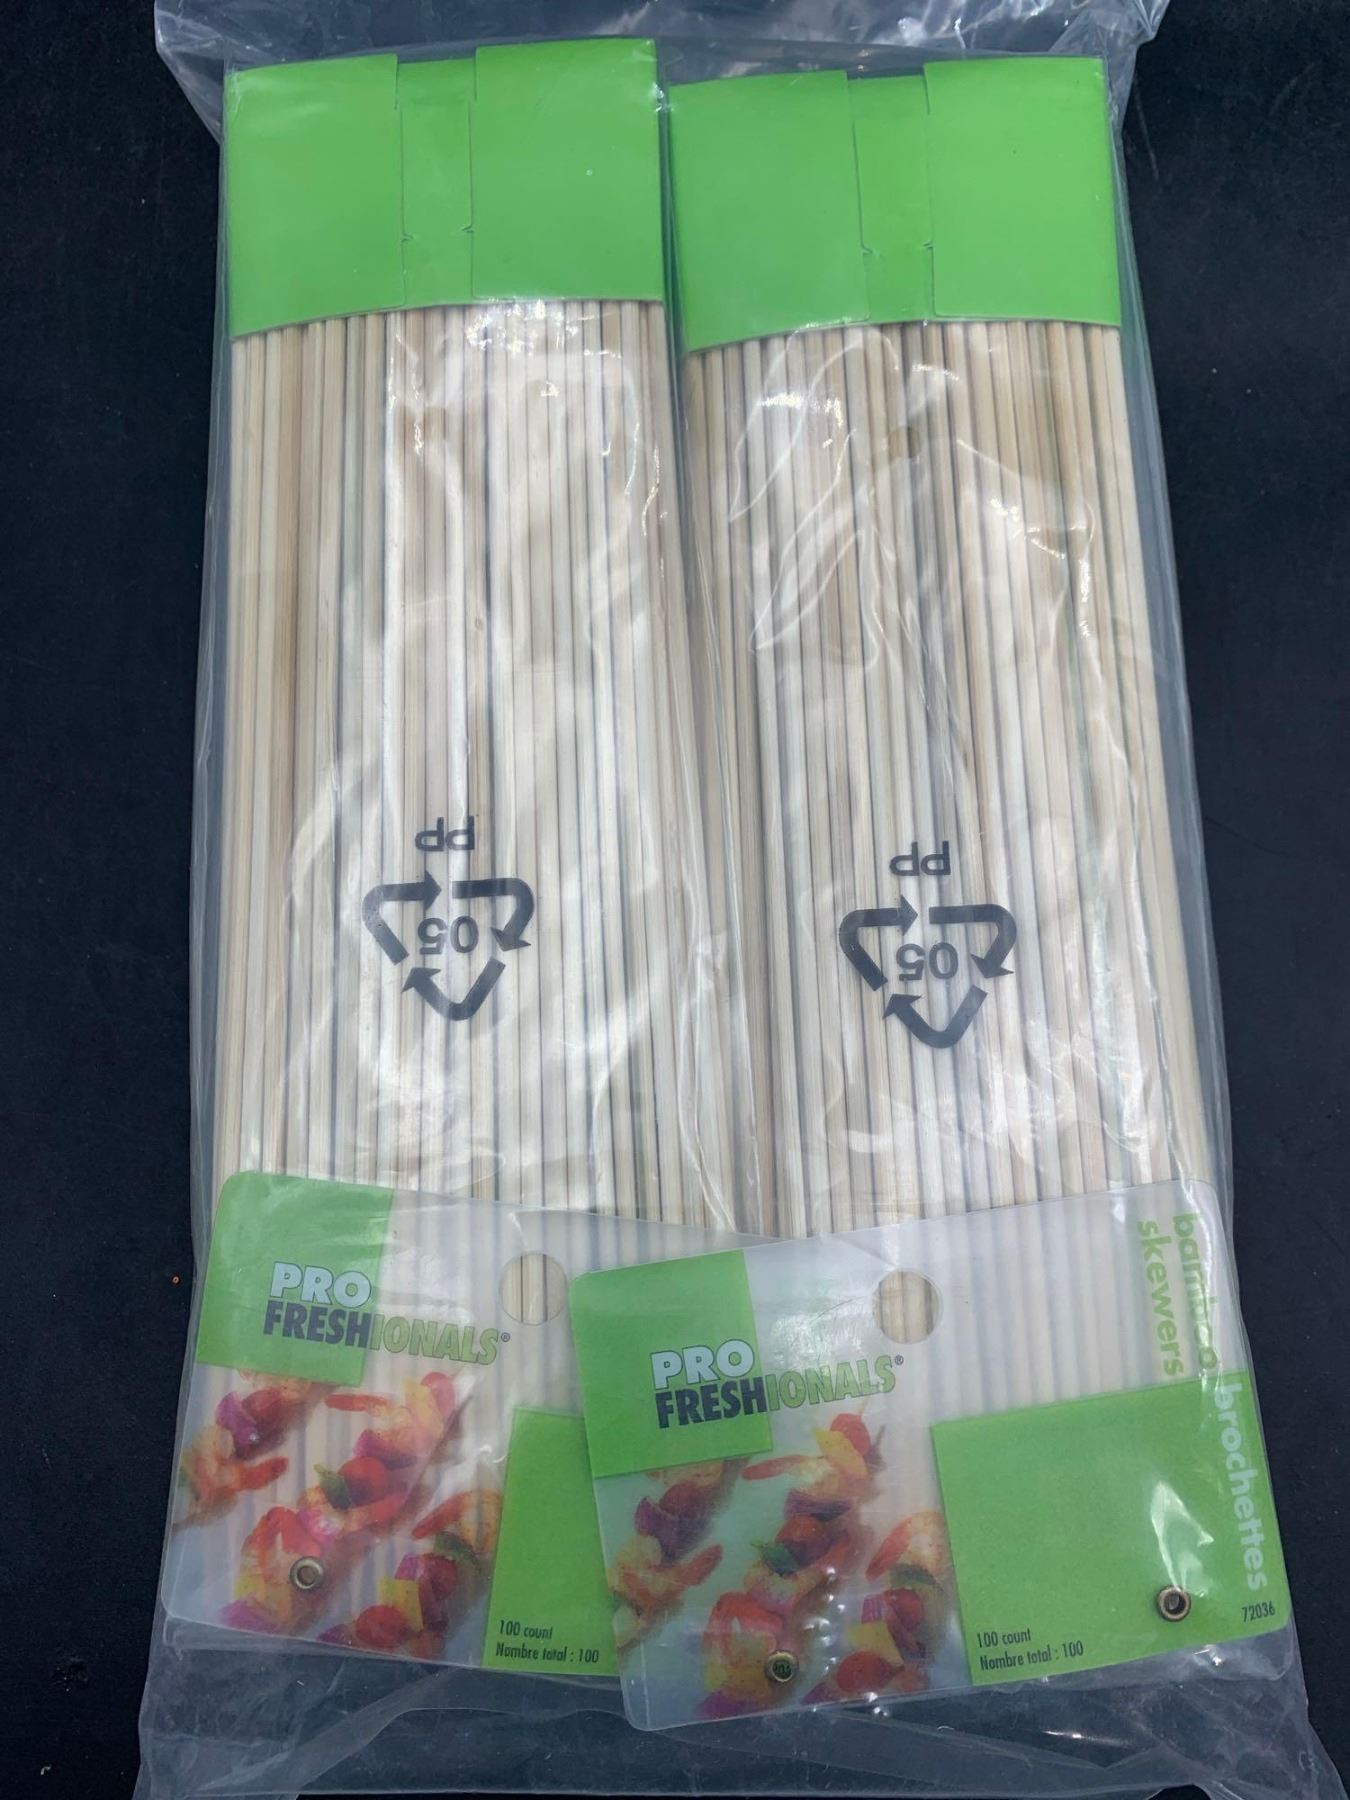 PP
05
PP
05
PRO
FRESHIONALS®
100 count
Nombre total : 100
PRO
FRESHIONALS®
bamboo
skewers
brochettes
72036
100 count
Nombre total : 100